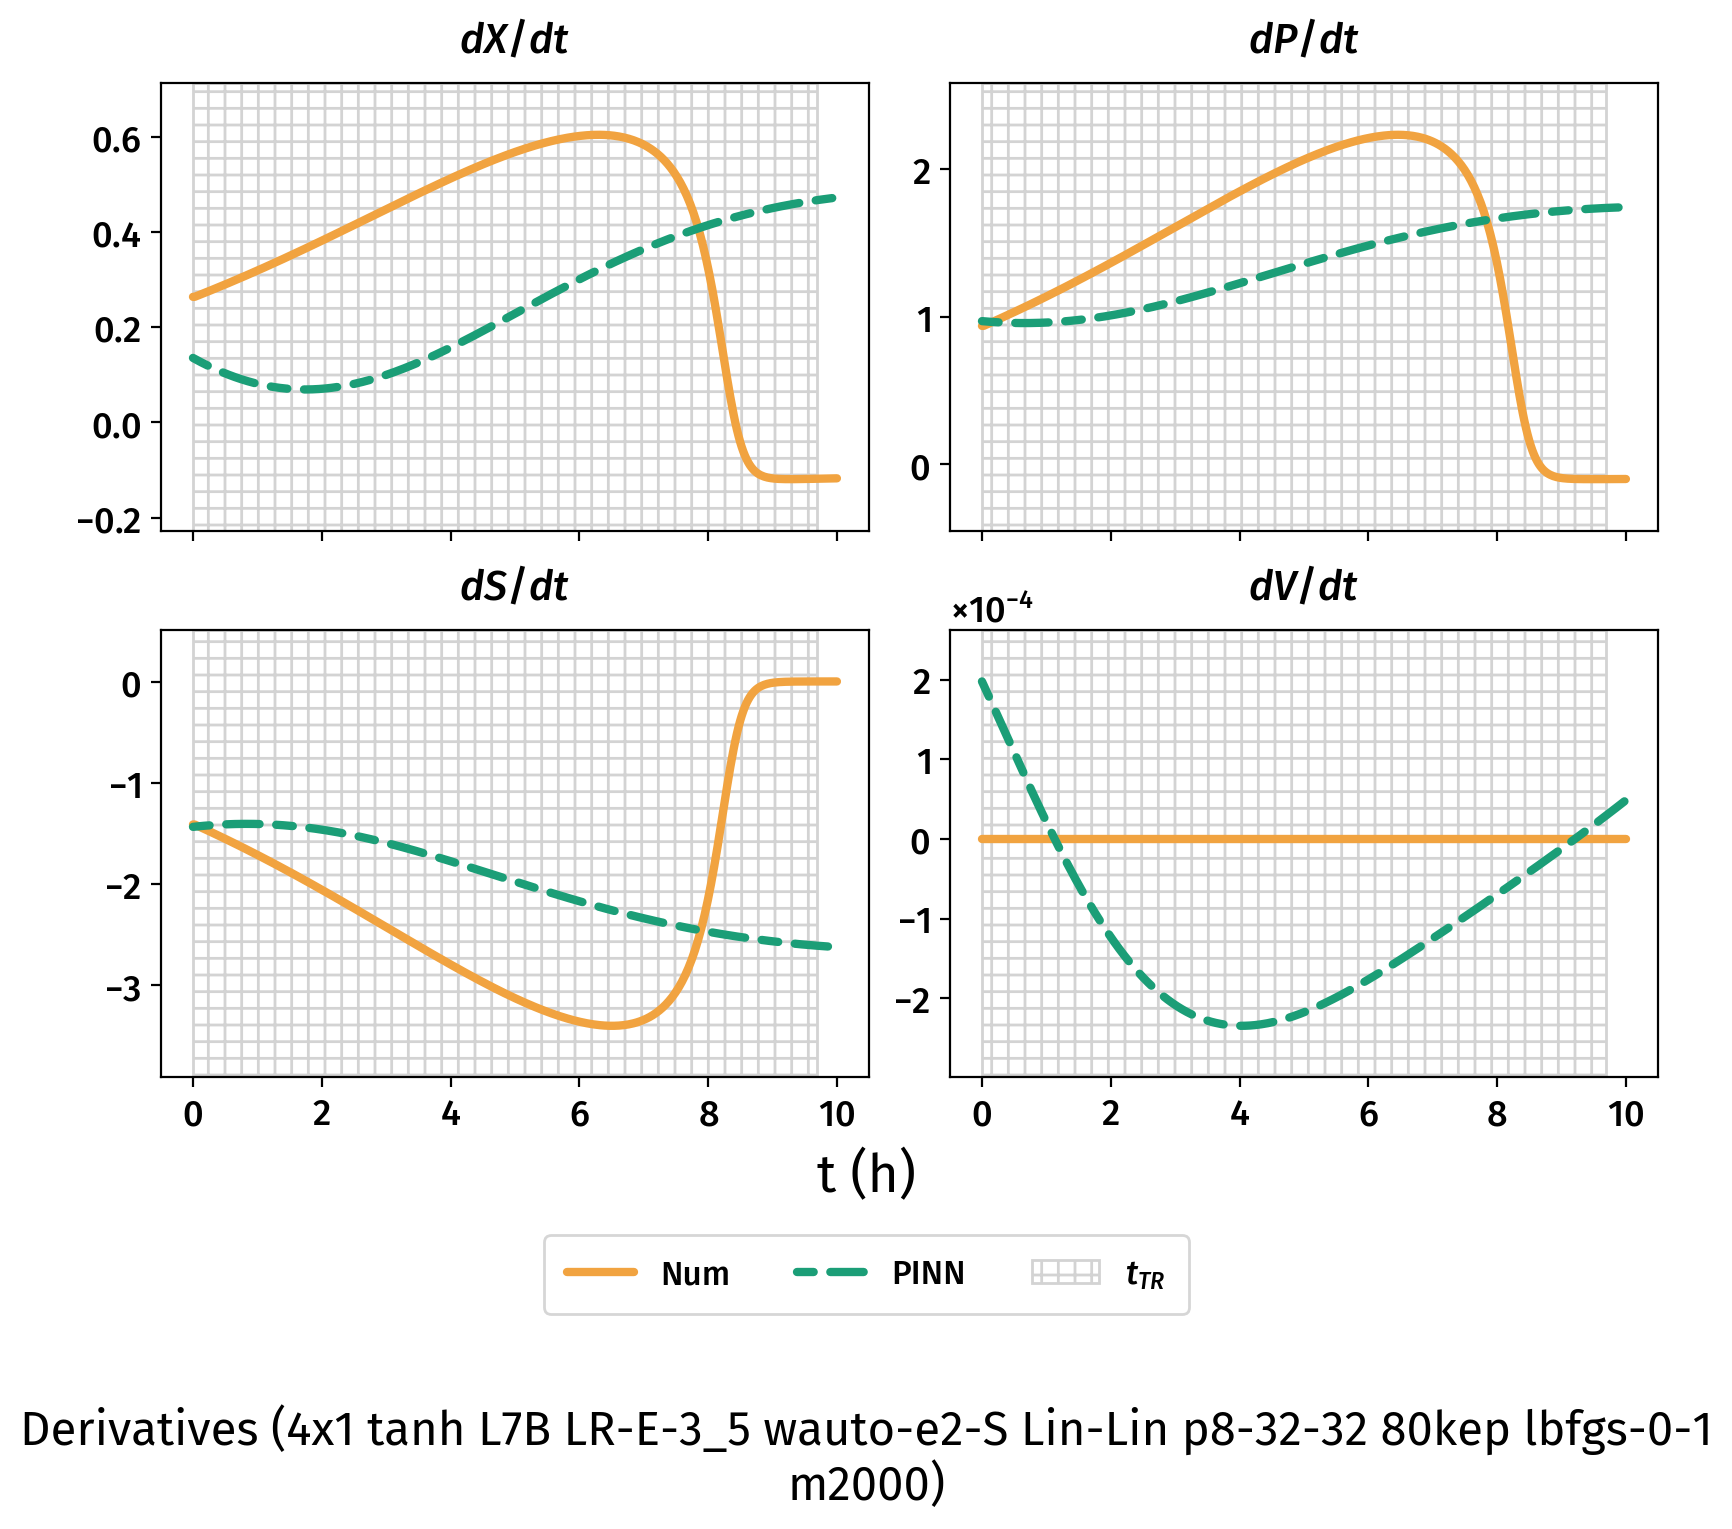 dX/dt
dP/dt
0.6
0.4
0.2
0.0
−0.2
2
1
0
dS/dt
dV/dt
×10⁻⁴
0
−1
−2
−3
2
1
0
−1
−2
0 2 4 6 8 10
0 2 4 6 8 10
t (h)
Num PINN t_TR
Derivatives (4x1 tanh L7B LR-E-3_5 wauto-e2-S Lin-Lin p8-32-32 80kep lbfgs-0-1
m2000)